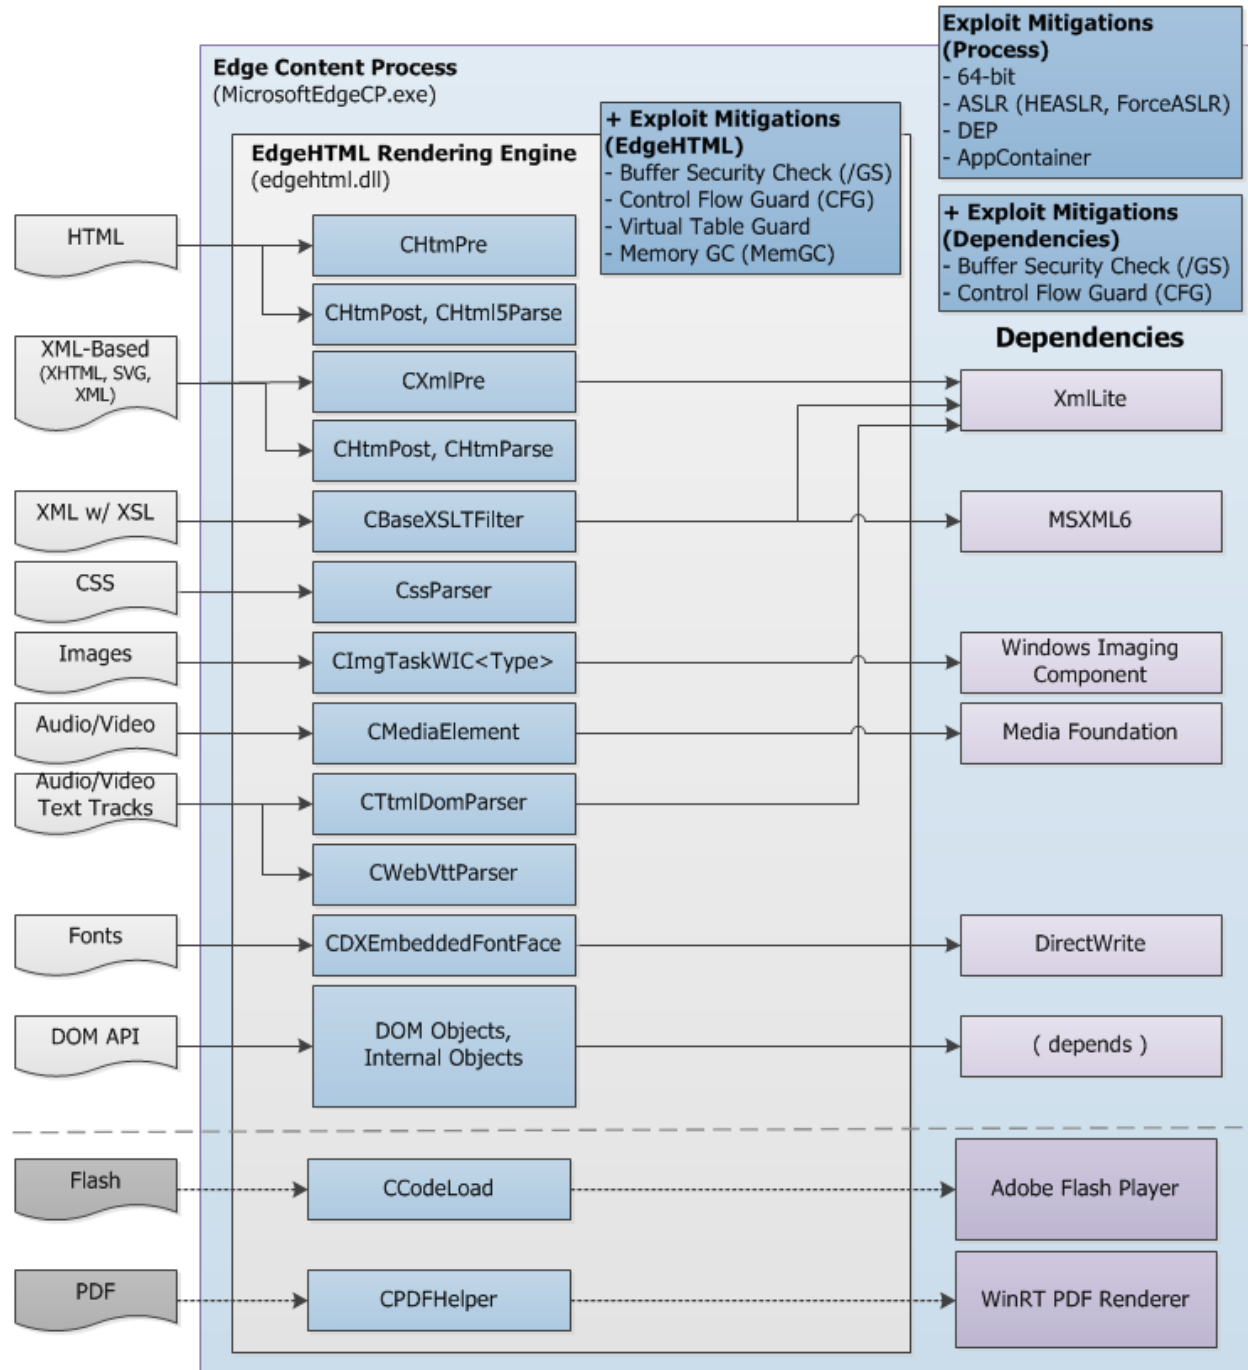 Exploit Mitigations
(Process)
- 64-bit
- ASLR (HEASLR, ForceASLR)
- DEP
- AppContainer
Edge Content Process
(MicrosoftEdgeCP.exe)
+ Exploit Mitigations
(EdgeHTML)
- Buffer Security Check (/GS)
- Control Flow Guard (CFG)
- Virtual Table Guard
- Memory GC (MemGC)
EdgeHTML Rendering Engine
(edgehtml.dll)
+ Exploit Mitigations
(Dependencies)
- Buffer Security Check (/GS)
- Control Flow Guard (CFG)
Dependencies
HTML
CHtmPre
CHtmPost, CHtml5Parse
XML-Based
(XHTML, SVG,
XML)
CXmlPre
XmlLite
CHtmPost, CHtmParse
XML w/ XSL
CBaseXSLTFilter
MSXML6
CSS
CssParser
Images
CImgTaskWIC<Type>
Windows Imaging
Component
Audio/Video
CMediaElement
Media Foundation
Audio/Video
Text Tracks
CTtmlDomParser
CWebVttParser
Fonts
CDXEmbeddedFontFace
DirectWrite
DOM API
DOM Objects,
Internal Objects
( depends )
Flash
CCodeLoad
Adobe Flash Player
PDF
CPDFHelper
WinRT PDF Renderer